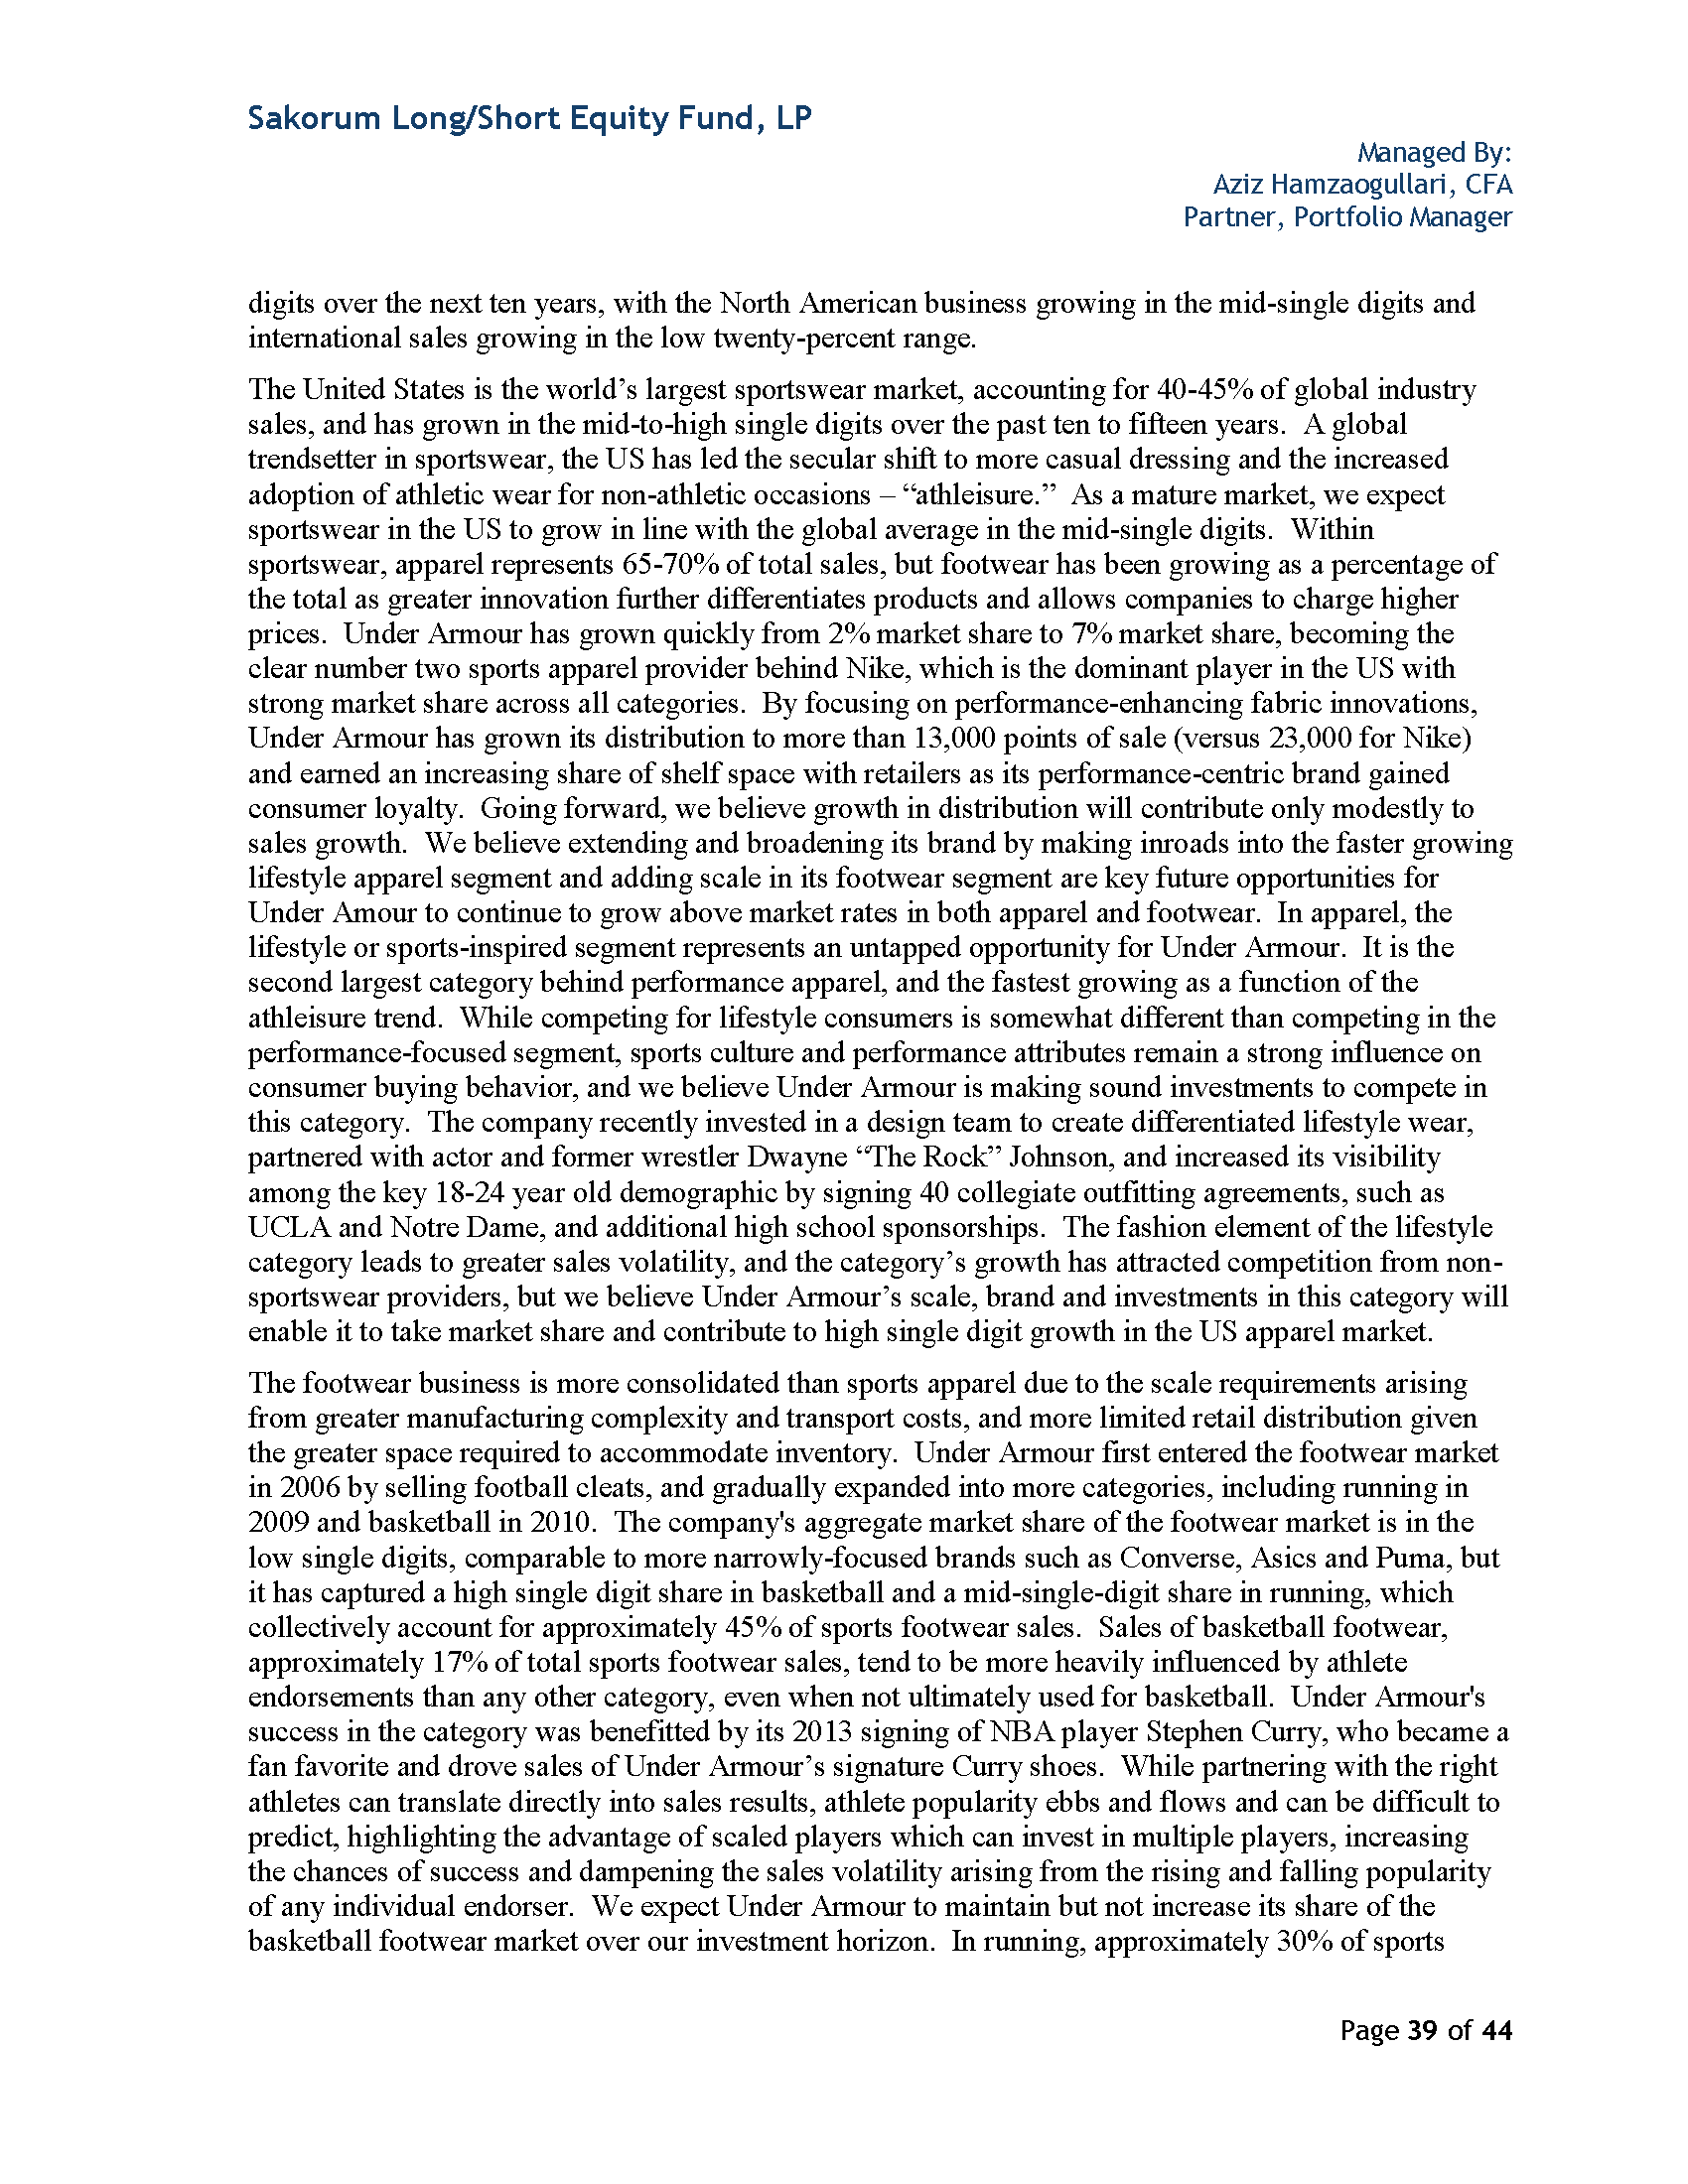 Sakorum Long/Short Equity Fund, LP
Managed By:
Aziz Hamzaogullari, CFA
Partner, Portfolio Manager
digits over the next ten years, with the North American business growing in the mid-single digits and
international sales growing in the low twenty-percent range.
The United States is the world’s largest sportswear market, accounting for 40-45% of global industry
sales, and has grown in the mid-to-high single digits over the past ten to fifteen years.  A global
trendsetter in sportswear, the US has led the secular shift to more casual dressing and the increased
adoption of athletic wear for non-athletic occasions – “athleisure.”  As a mature market, we expect
sportswear in the US to grow in line with the global average in the mid-single digits.  Within
sportswear, apparel represents 65-70% of total sales, but footwear has been growing as a percentage of
the total as greater innovation further differentiates products and allows companies to charge higher
prices.  Under Armour has grown quickly from 2% market share to 7% market share, becoming the
clear number two sports apparel provider behind Nike, which is the dominant player in the US with
strong market share across all categories.  By focusing on performance-enhancing fabric innovations,
Under Armour has grown its distribution to more than 13,000 points of sale (versus 23,000 for Nike)
and earned an increasing share of shelf space with retailers as its performance-centric brand gained
consumer loyalty.  Going forward, we believe growth in distribution will contribute only modestly to
sales growth.  We believe extending and broadening its brand by making inroads into the faster growing
lifestyle apparel segment and adding scale in its footwear segment are key future opportunities for
Under Amour to continue to grow above market rates in both apparel and footwear.  In apparel, the
lifestyle or sports-inspired segment represents an untapped opportunity for Under Armour.  It is the
second largest category behind performance apparel, and the fastest growing as a function of the
athleisure trend.  While competing for lifestyle consumers is somewhat different than competing in the
performance-focused segment, sports culture and performance attributes remain a strong influence on
consumer buying behavior, and we believe Under Armour is making sound investments to compete in
this category.  The company recently invested in a design team to create differentiated lifestyle wear,
partnered with actor and former wrestler Dwayne “The Rock” Johnson, and increased its visibility
among the key 18-24 year old demographic by signing 40 collegiate outfitting agreements, such as
UCLA and Notre Dame, and additional high school sponsorships.  The fashion element of the lifestyle
category leads to greater sales volatility, and the category’s growth has attracted competition from non-
sportswear providers, but we believe Under Armour’s scale, brand and investments in this category will
enable it to take market share and contribute to high single digit growth in the US apparel market.
The footwear business is more consolidated than sports apparel due to the scale requirements arising
from greater manufacturing complexity and transport costs, and more limited retail distribution given
the greater space required to accommodate inventory.  Under Armour first entered the footwear market
in 2006 by selling football cleats, and gradually expanded into more categories, including running in
2009 and basketball in 2010.  The company's aggregate market share of the footwear market is in the
low single digits, comparable to more narrowly-focused brands such as Converse, Asics and Puma, but
it has captured a high single digit share in basketball and a mid-single-digit share in running, which
collectively account for approximately 45% of sports footwear sales.  Sales of basketball footwear,
approximately 17% of total sports footwear sales, tend to be more heavily influenced by athlete
endorsements than any other category, even when not ultimately used for basketball.  Under Armour's
success in the category was benefitted by its 2013 signing of NBA player Stephen Curry, who became a
fan favorite and drove sales of Under Armour’s signature Curry shoes.  While partnering with the right
athletes can translate directly into sales results, athlete popularity ebbs and flows and can be difficult to
predict, highlighting the advantage of scaled players which can invest in multiple players, increasing
the chances of success and dampening the sales volatility arising from the rising and falling popularity
of any individual endorser.  We expect Under Armour to maintain but not increase its share of the
basketball footwear market over our investment horizon.  In running, approximately 30% of sports
Page 39 of 44